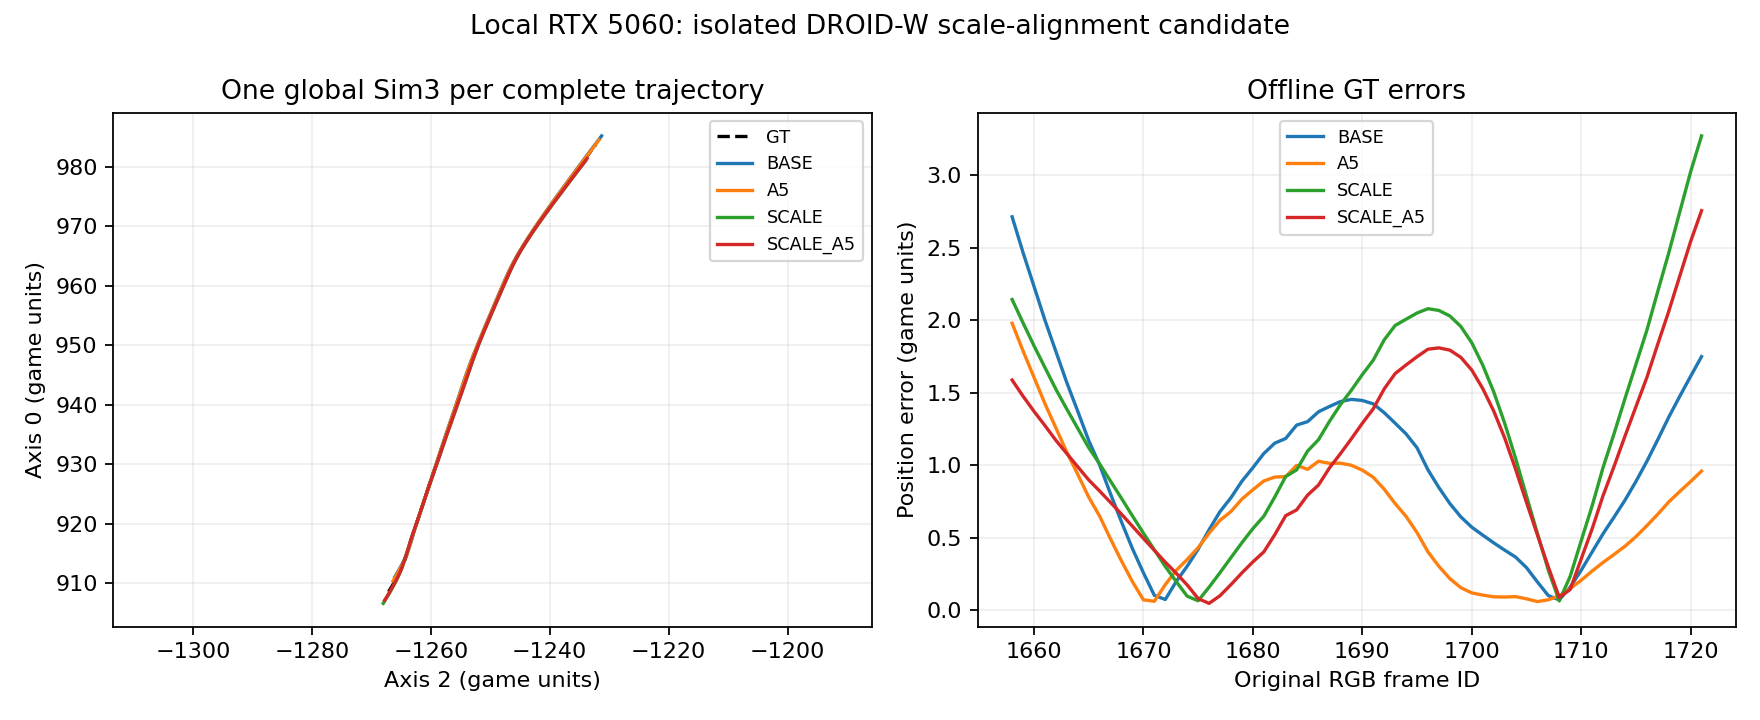 Local RTX 5060: isolated DROID-W scale-alignment candidate
One global Sim3 per complete trajectory
Axis 0 (game units)
980
970
960
950
940
930
920
910
−1300
−1280
−1260
−1240
−1220
−1200
Axis 2 (game units)
GT
BASE
A5
SCALE
SCALE_A5
Offline GT errors
Position error (game units)
3.0
2.5
2.0
1.5
1.0
0.5
0.0
1660
1670
1680
1690
1700
1710
1720
Original RGB frame ID
BASE
A5
SCALE
SCALE_A5